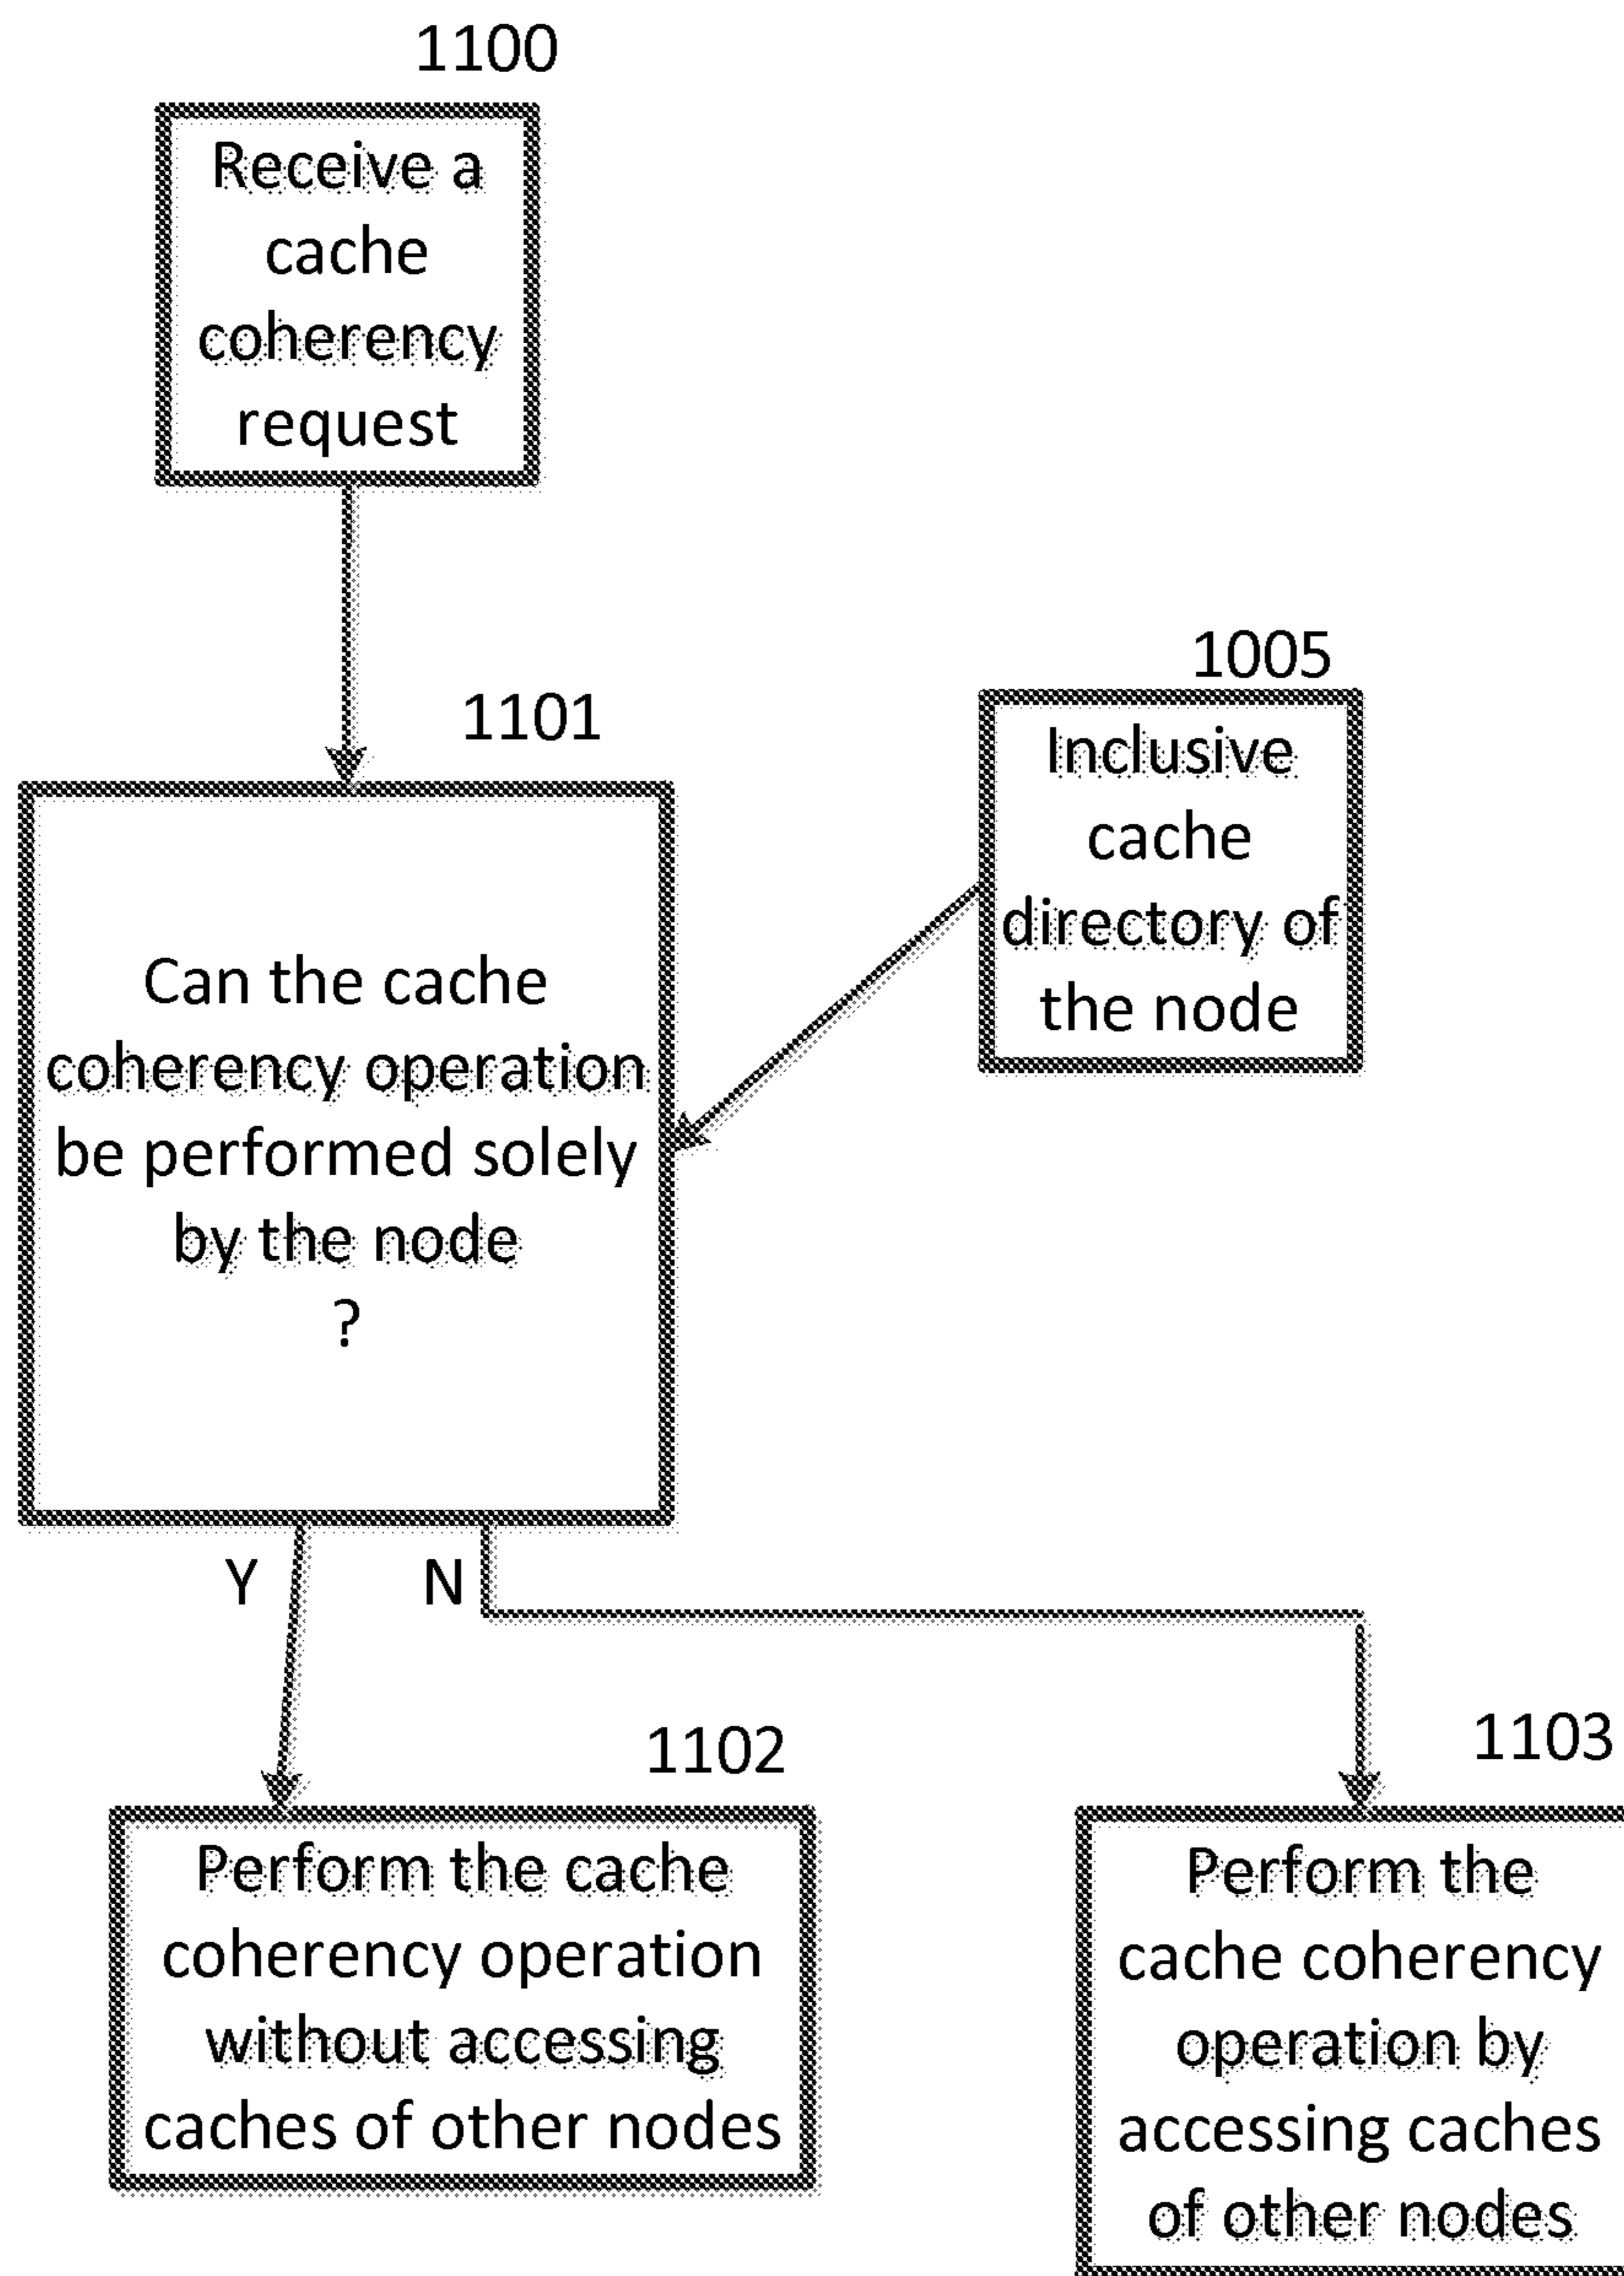 1100
Receive a
cache
coherency
request
1101
Can the cache
coherency operation
be performed solely
by the node
?
1005
Inclusive
cache
directory of
the node
Y
N
1102
Perform the cache
coherency operation
without accessing
caches of other nodes
1103
Perform the
cache coherency
operation by
accessing caches
of other nodes